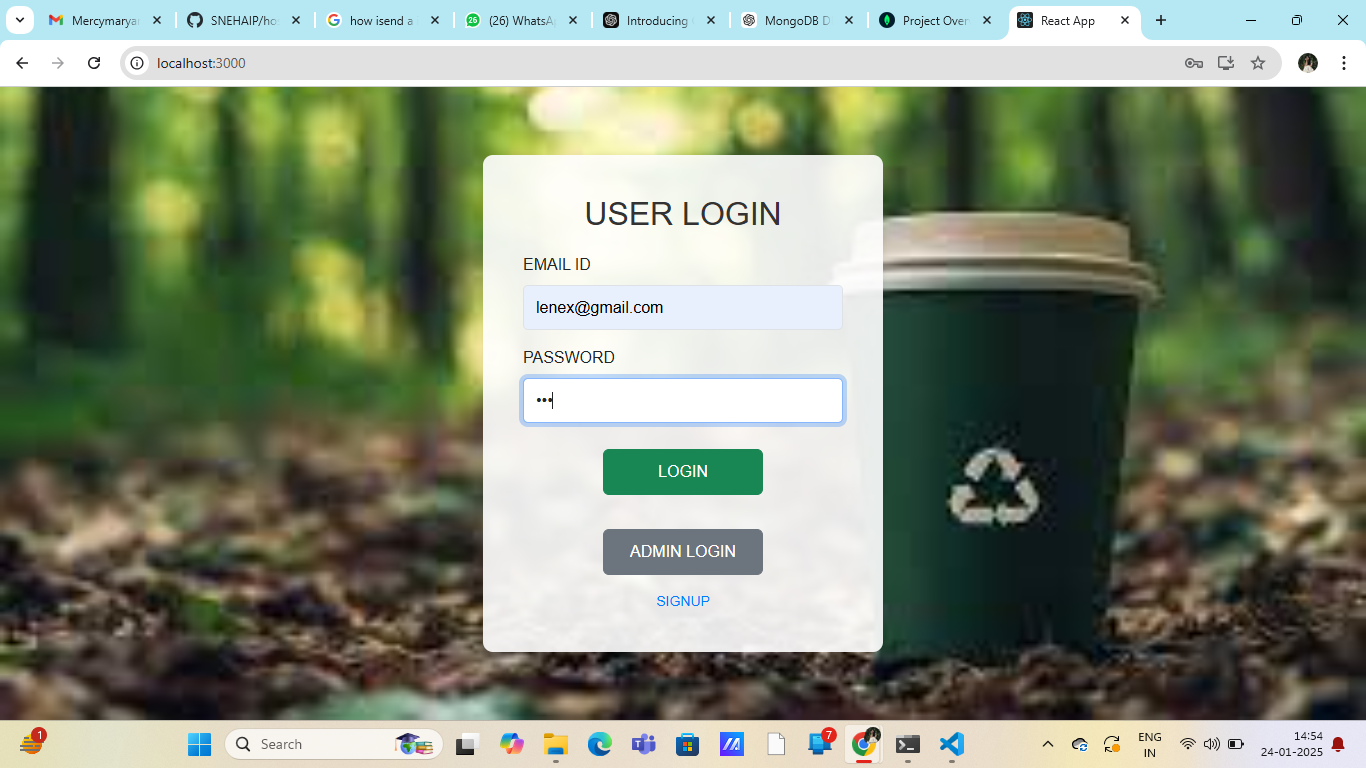 Mercymarya
SNEHAIP/ho
how isend a
(26) WhatsA
Introducing
MongoDB D
Project Over
React App
localhost:3000
USER LOGIN
EMAIL ID
lenex@gmail.com
PASSWORD
•••
LOGIN
ADMIN LOGIN
SIGNUP
1
Search
7
ENG
IN
14:54
24-01-2025